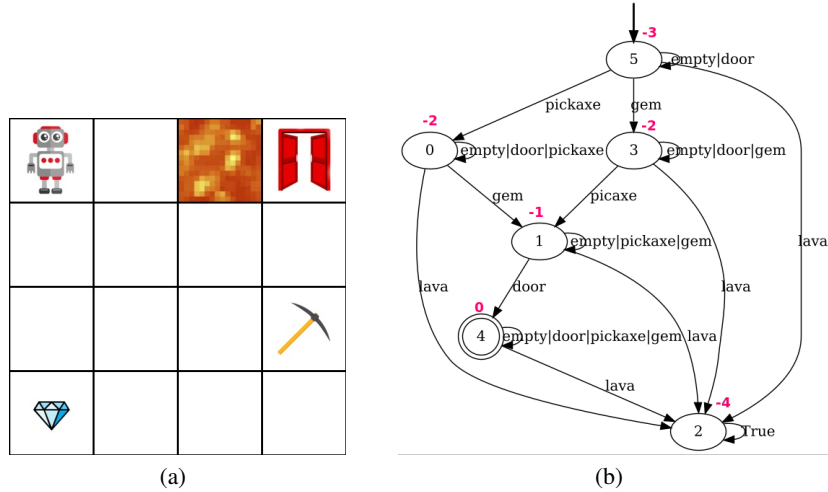 -3
5
empty|door
pickaxe
gem
-2
-2
0
empty|door|pickaxe
3
empty|door|gem
gem
picaxe
-1
1
empty|pickaxe|gem
lava
lava
door
lava
0
4
empty|door|pickaxe|gem
lava
lava
-4
2
True
(a)
(b)